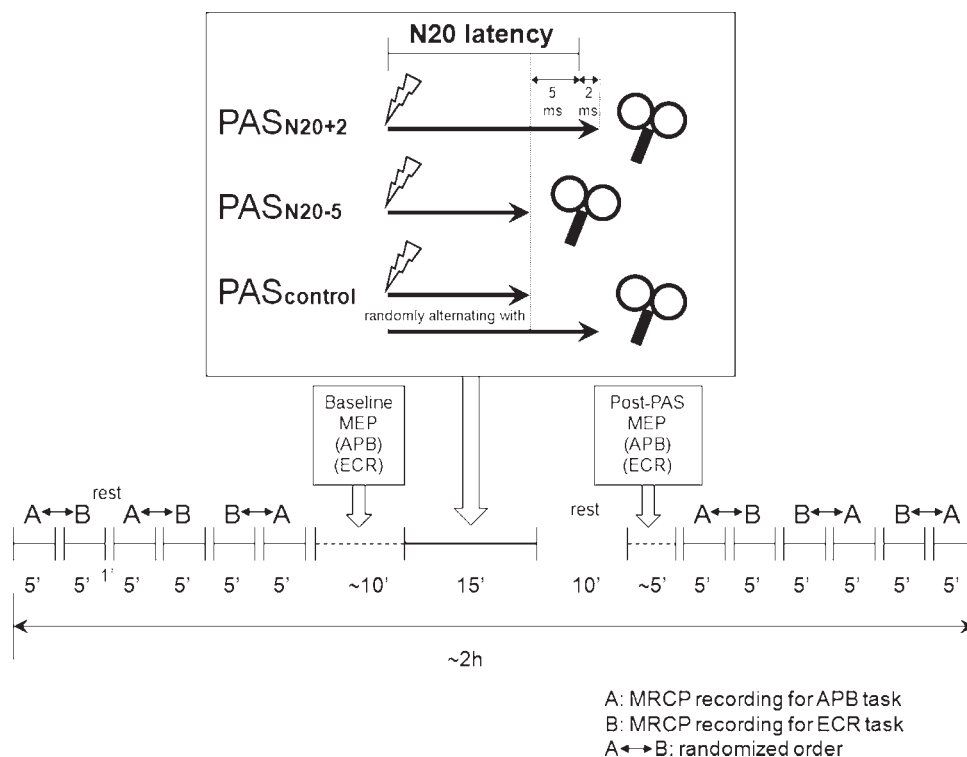 N20 latency
5 2
ms ms
PASN20+2
PASN20-5
PAScontrol
randomly alternating with
Baseline
MEP
(APB)
(ECR)
Post-PAS
MEP
(APB)
(ECR)
rest rest
A↔B A↔B B↔A A↔B B↔A B↔A
5’ 5’ 1’ 5’ 5’ 5’ 5’ ~10’ 15’ 10’ ~5’ 5’ 5’ 5’ 5’ 5’ 5’
~2h
A: MRCP recording for APB task
B: MRCP recording for ECR task
A↔B: randomized order